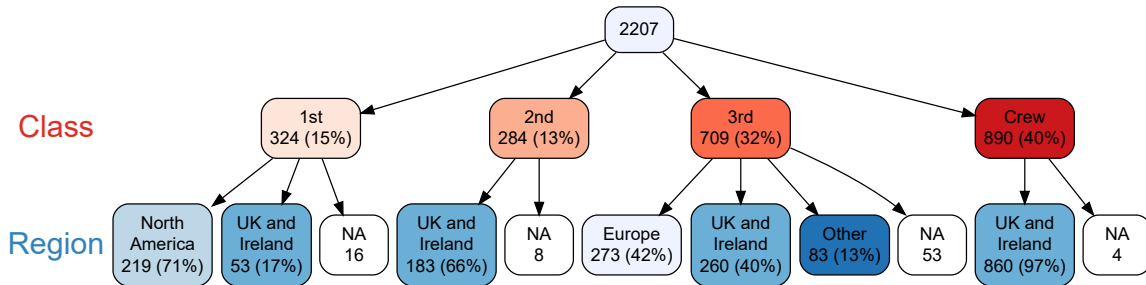 2207
Class
1st
324 (15%)
2nd
284 (13%)
3rd
709 (32%)
Crew
890 (40%)
Region
North
America
219 (71%)
UK and
Ireland
53 (17%)
NA
16
UK and
Ireland
183 (66%)
NA
8
Europe
273 (42%)
UK and
Ireland
260 (40%)
Other
83 (13%)
NA
53
UK and
Ireland
860 (97%)
NA
4